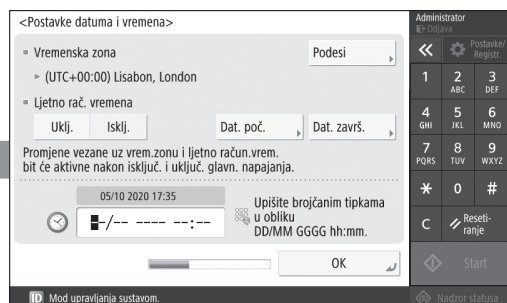 <Postavke datuma i vremena>
Vremenska zona
Podesi
(UTC+00:00) Lisabon, London
Ljetno rač. vremena
Uklj.
Isklj.
Dat. poč.
Dat. završ.
Promjene vezane uz vrem.zonu i ljetno račun.vrem.
bit će aktivne nakon isključ. i uključ. glavn. napajanja.
05/10 2020 17:35
-/-- ---- --:--
Upišite brojčanim tipkama
u obliku
DD/MM GGGG hh:mm.
OK
ID Mod upravljanja sustavom.
Administrator
Odjava
Postavke/
Registr.
1
2
ABC
3
DEF
4
GHI
5
JKL
6
MNO
7
PQRS
8
TUV
9
WXYZ
*
0
#
C
Reseti-
ranje
Start
Nadzor statusa